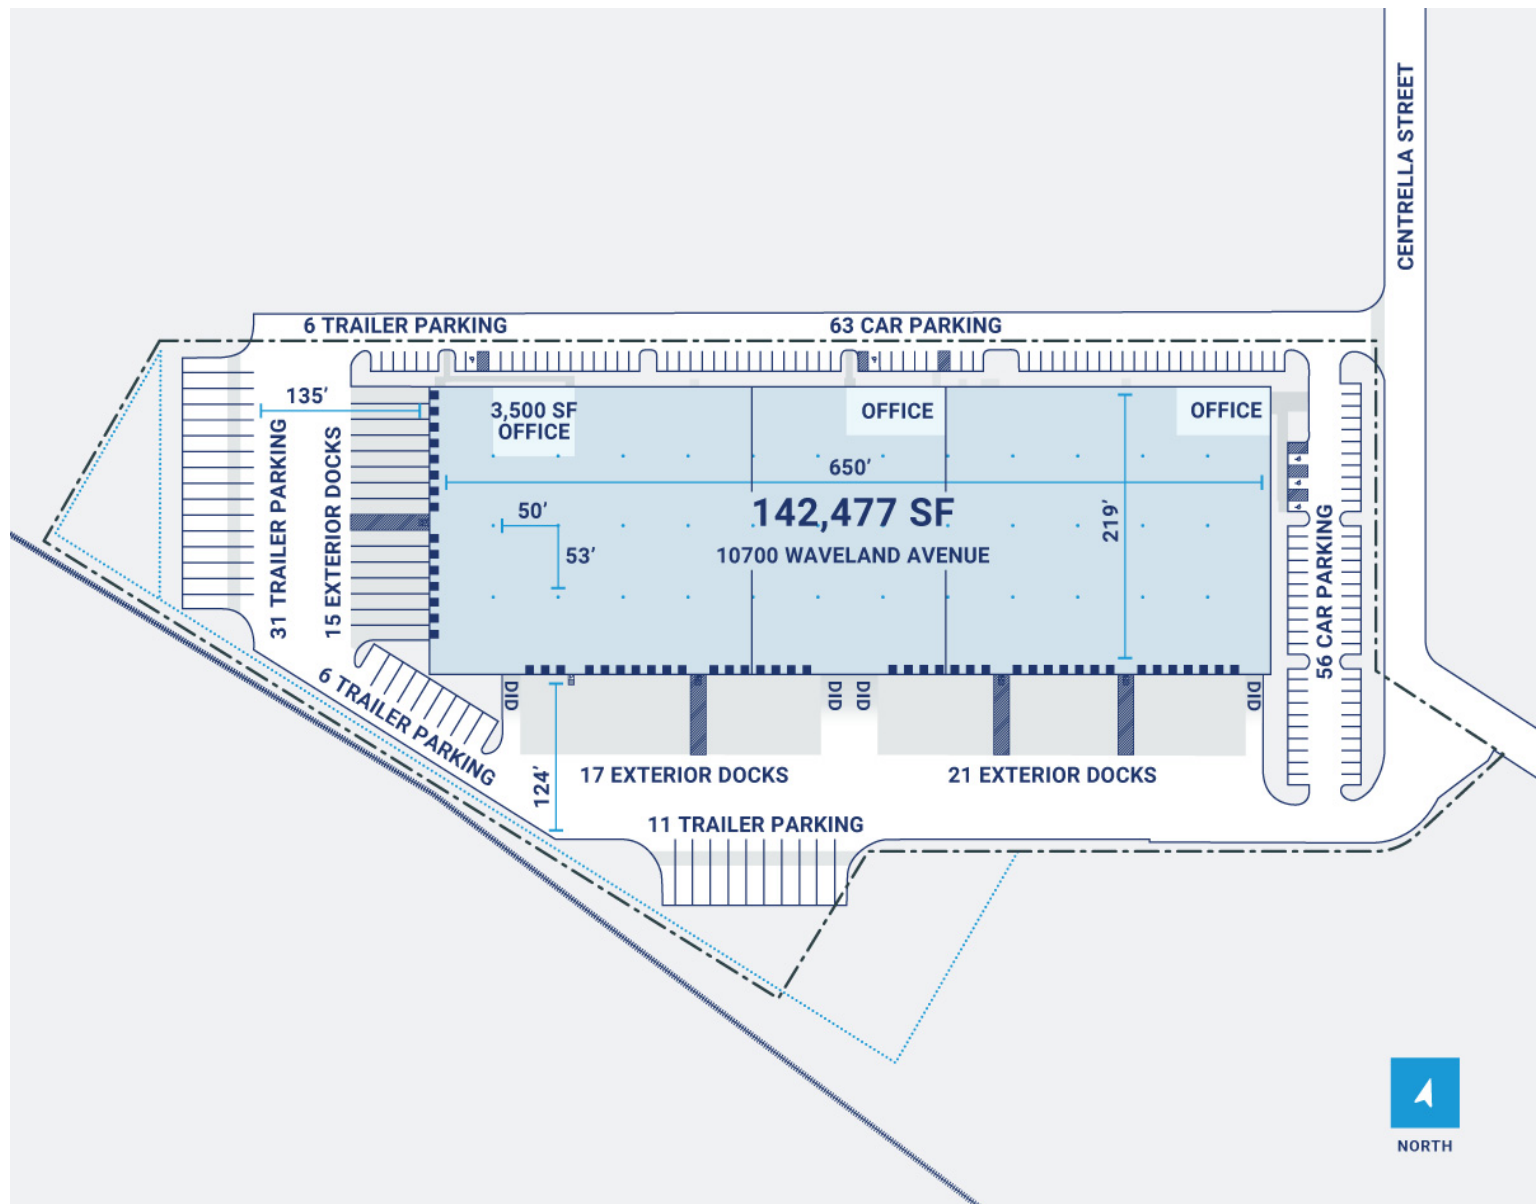 CENTRELLA STREET
6 TRAILER PARKING
63 CAR PARKING
135’
3,500 SF
OFFICE
OFFICE
OFFICE
31 TRAILER PARKING
15 EXTERIOR DOCKS
650’
50’
142,477 SF
219’
53’
10700 WAVELAND AVENUE
56 CAR PARKING
6 TRAILER PARKING
DID
DID
DID
DID
124’
17 EXTERIOR DOCKS
21 EXTERIOR DOCKS
11 TRAILER PARKING
NORTH